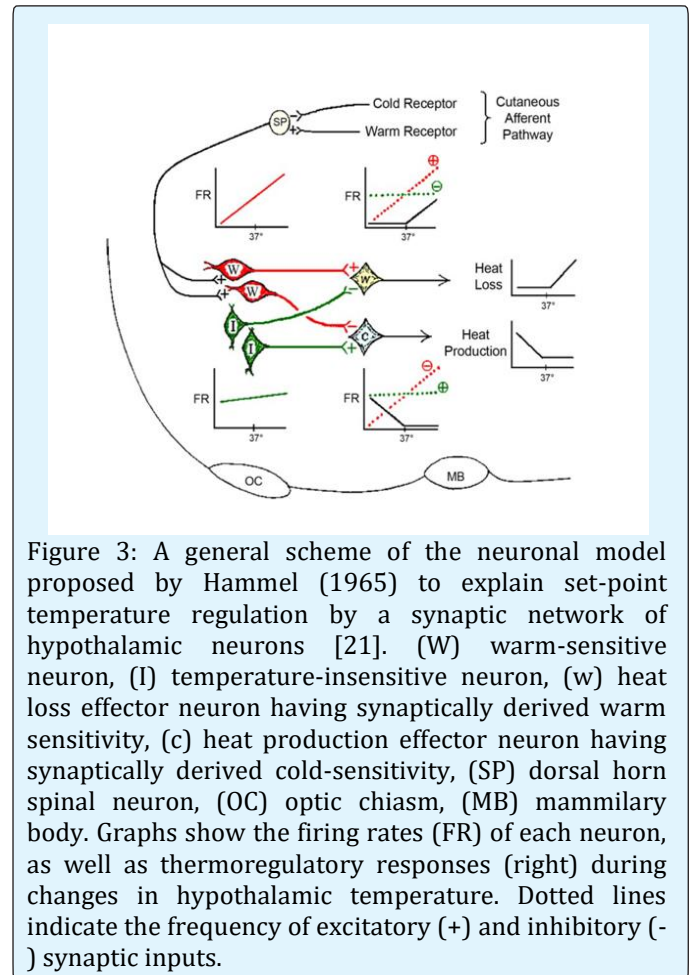 Cold Receptor
Warm Receptor
Cutaneous
Afferent
Pathway
SP
−
+
FR
37°
FR
37°
⊕
⊖
W
W
+
+
I
I
+
−
w
−
+
c
Heat
Loss
37°
Heat
Production
37°
FR
37°
FR
37°
⊖
⊕
OC
MB
Figure 3: A general scheme of the neuronal model
proposed by Hammel (1965) to explain set-point
temperature regulation by a synaptic network of
hypothalamic neurons [21]. (W) warm-sensitive
neuron, (I) temperature-insensitive neuron, (w) heat
loss effector neuron having synaptically derived warm
sensitivity, (c) heat production effector neuron having
synaptically derived cold-sensitivity, (SP) dorsal horn
spinal neuron, (OC) optic chiasm, (MB) mammilary
body. Graphs show the firing rates (FR) of each neuron,
as well as thermoregulatory responses (right) during
changes in hypothalamic temperature. Dotted lines
indicate the frequency of excitatory (+) and inhibitory (-
) synaptic inputs.